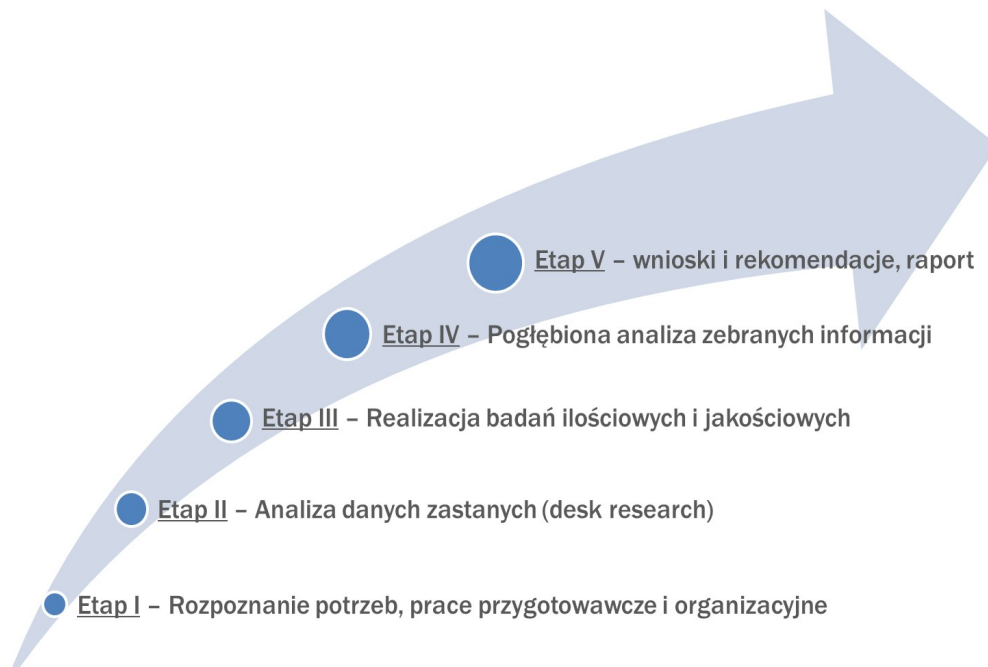 Etap V – wnioski i rekomendacje, raport
Etap IV – Pogłębiona analiza zebranych informacji
Etap III – Realizacja badań ilościowych i jakościowych
Etap II – Analiza danych zastanych (desk research)
Etap I – Rozpoznanie potrzeb, prace przygotowawcze i organizacyjne